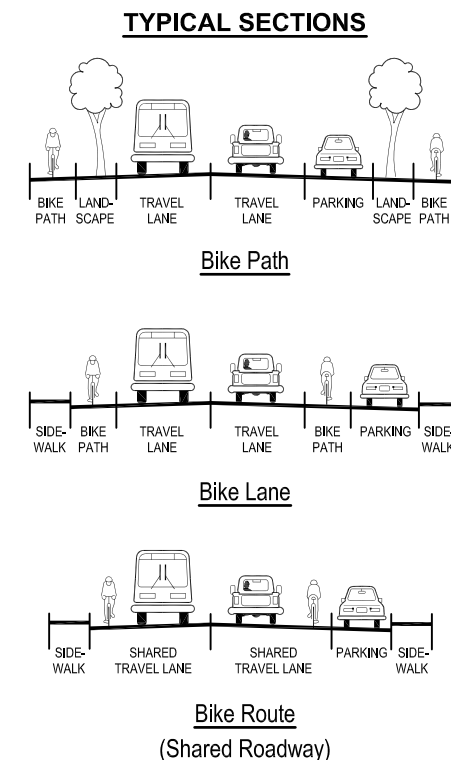 TYPICAL SECTIONS
BIKE PATH
LAND-SCAPE
TRAVEL LANE
TRAVEL LANE
PARKING
LAND-SCAPE
BIKE PATH
Bike Path
SIDE-WALK
BIKE PATH
TRAVEL LANE
TRAVEL LANE
BIKE PATH
PARKING
SIDE-WALK
Bike Lane
SIDE-WALK
SHARED TRAVEL LANE
SHARED TRAVEL LANE
PARKING
SIDE-WALK
Bike Route
(Shared Roadway)